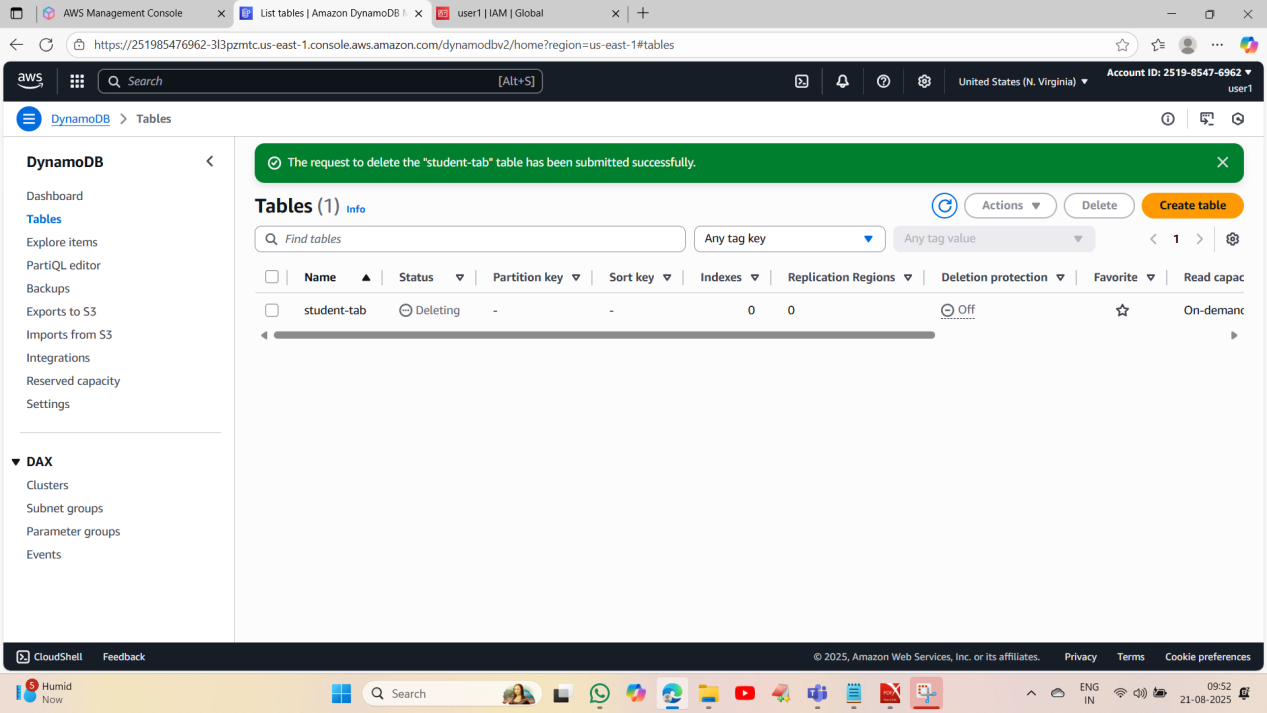 AWS Management Console
List tables | Amazon DynamoDB M
user1 | IAM | Global
https://251985476962-3l3pzmtc.us-east-1.console.aws.amazon.com/dynamodbv2/home?region=us-east-1#tables
aws
Search
[Alt+S]
United States (N. Virginia)
Account ID: 2519-8547-6962
user1
DynamoDB
Tables
DynamoDB
Dashboard
Tables
Explore items
PartiQL editor
Backups
Exports to S3
Imports from S3
Integrations
Reserved capacity
Settings
DAX
Clusters
Subnet groups
Parameter groups
Events
The request to delete the "student-tab" table has been submitted successfully.
Tables (1) Info
Actions
Delete
Create table
Find tables
Any tag key
Any tag value
1
Name Status Partition key Sort key Indexes Replication Regions Deletion protection Favorite Read capac
student-tab Deleting - - 0 0 Off On-demand
CloudShell
Feedback
© 2025, Amazon Web Services, Inc. or its affiliates.
Privacy
Terms
Cookie preferences
5
Humid
Now
Search
ENG
IN
09:52
21-08-2025